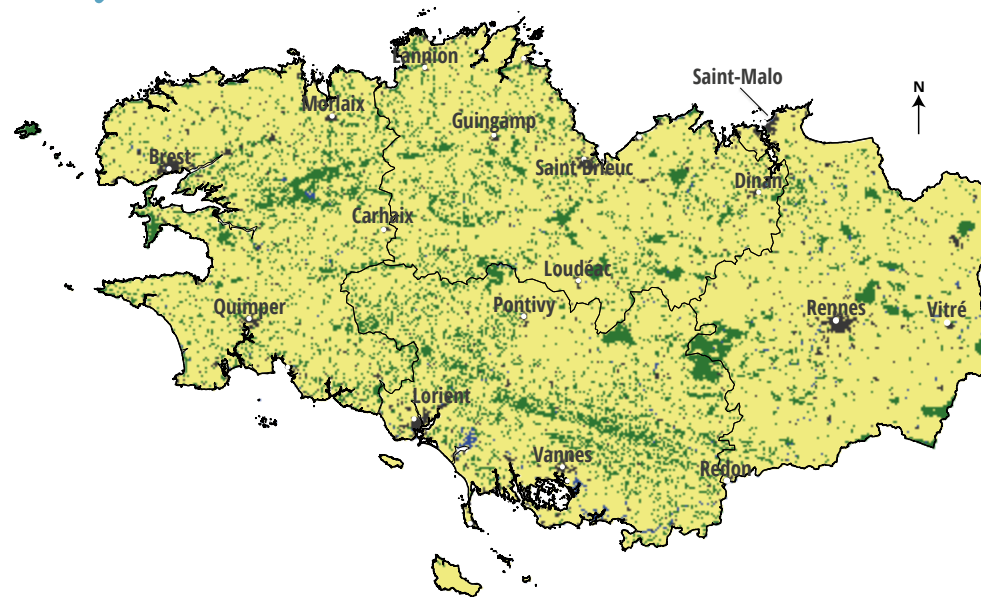 Lannion
Saint-Malo
N
Morlaix
Guingamp
Brest
Saint Brieuc
Dinan
Carhaix
Loudéac
Quimper
Pontivy
Rennes
Vitré
Lorient
Vannes
Redon